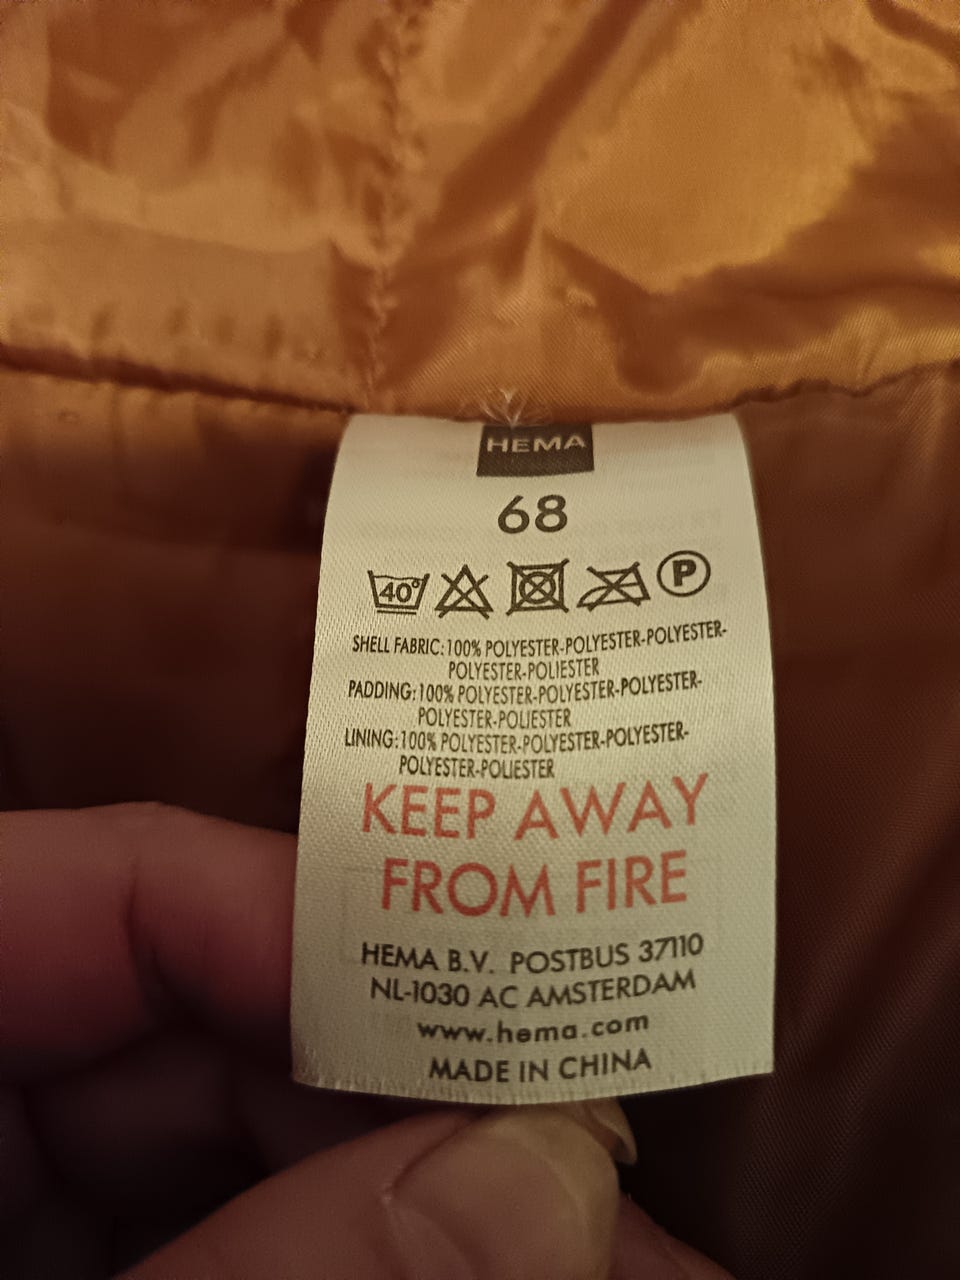 HEMA
68
40°
P
SHELL FABRIC:100% POLYESTER-POLYESTER-POLYESTER-
POLYESTER-POLIESTER
PADDING:100% POLYESTER-POLYESTER-POLYESTER-
POLYESTER-POLIESTER
LINING:100% POLYESTER-POLYESTER-POLYESTER-
POLYESTER-POLIESTER
KEEP AWAY
FROM FIRE
HEMA B.V. POSTBUS 37110
NL-1030 AC AMSTERDAM
www.hema.com
MADE IN CHINA